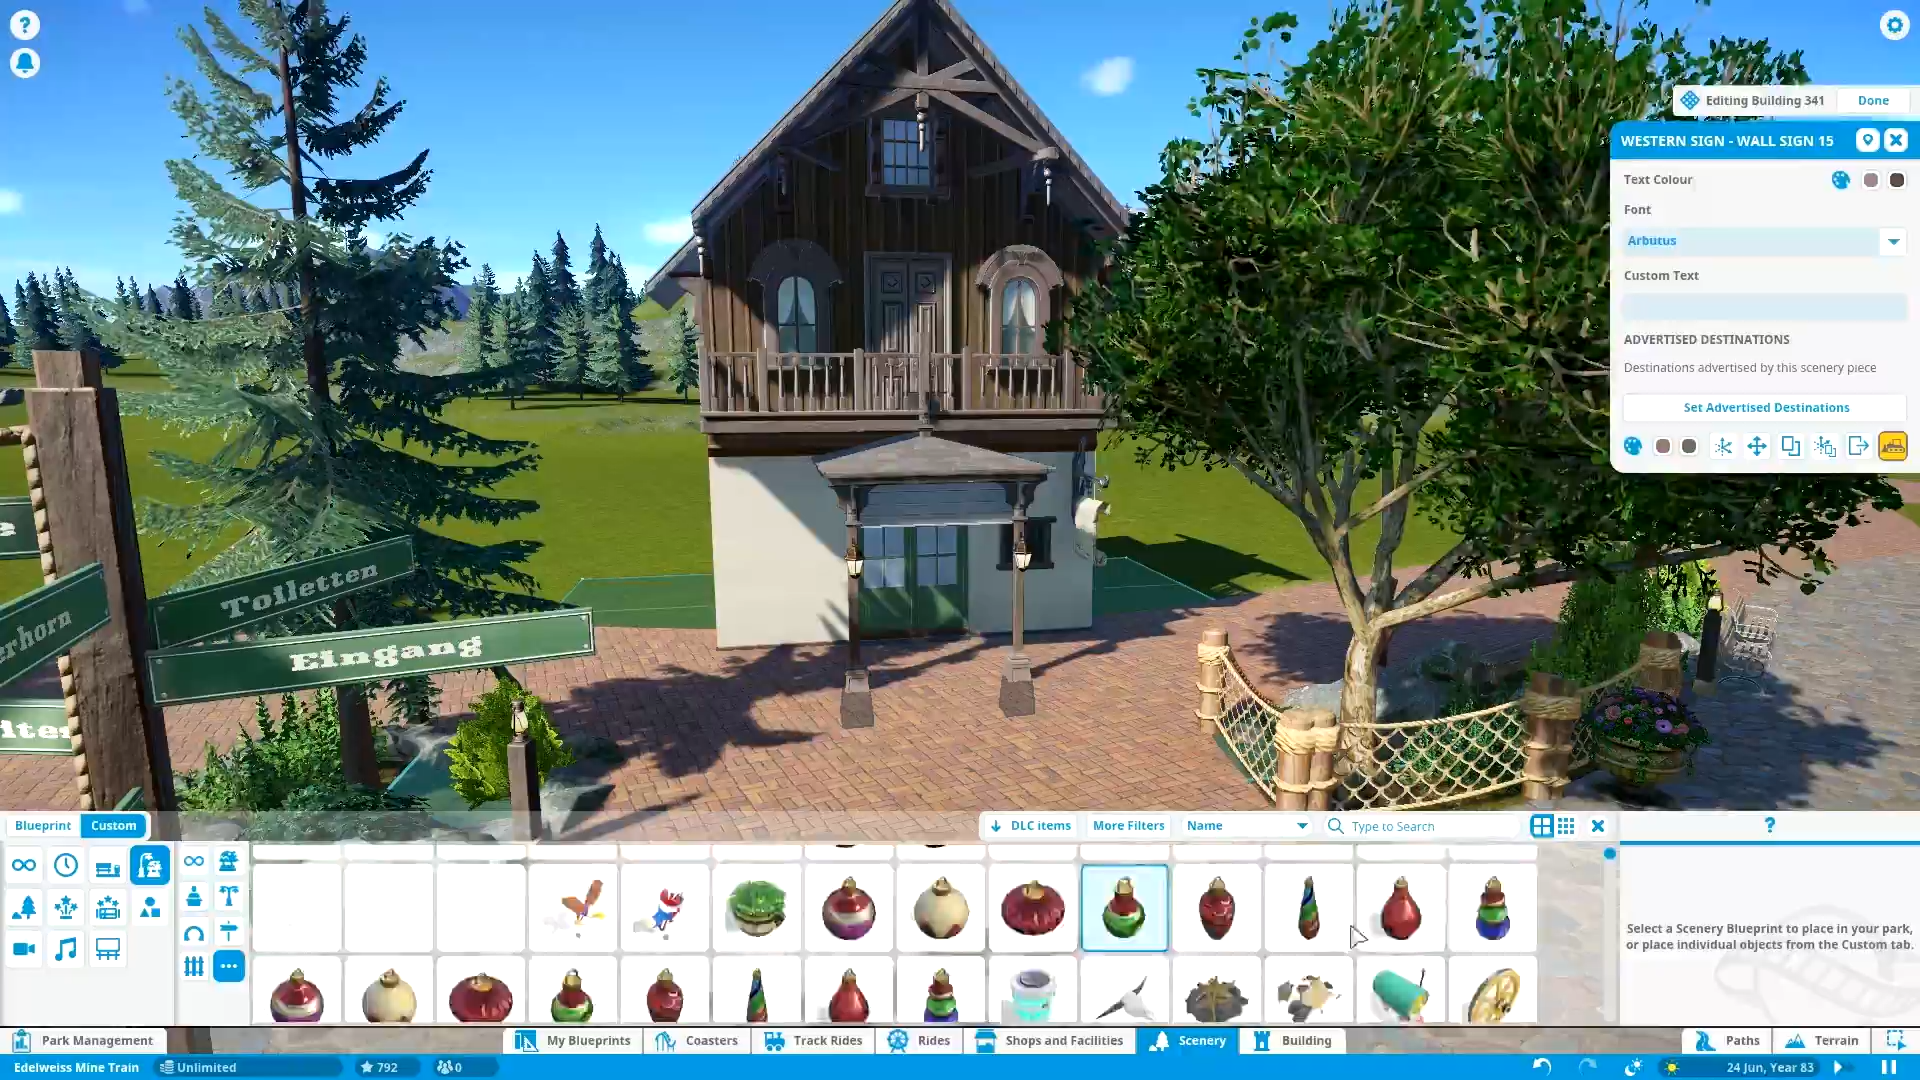 Editing Building 341
Done
WESTERN SIGN - WALL SIGN 15
Text Colour
Font
Arbutus
Custom Text
ADVERTISED DESTINATIONS
Destinations advertised by this scenery piece
Set Advertised Destinations
Toiletten
Eingang
Blueprint
Custom
DLC items
More Filters
Name
Type to Search
?
Select a Scenery Blueprint to place in your park,
or place individual objects from the Custom tab.
Park Management
My Blueprints
Coasters
Track Rides
Rides
Shops and Facilities
Scenery
Building
Paths
Terrain
Edelweiss Mine Train
Unlimited
792
0
24 Jun, Year 83